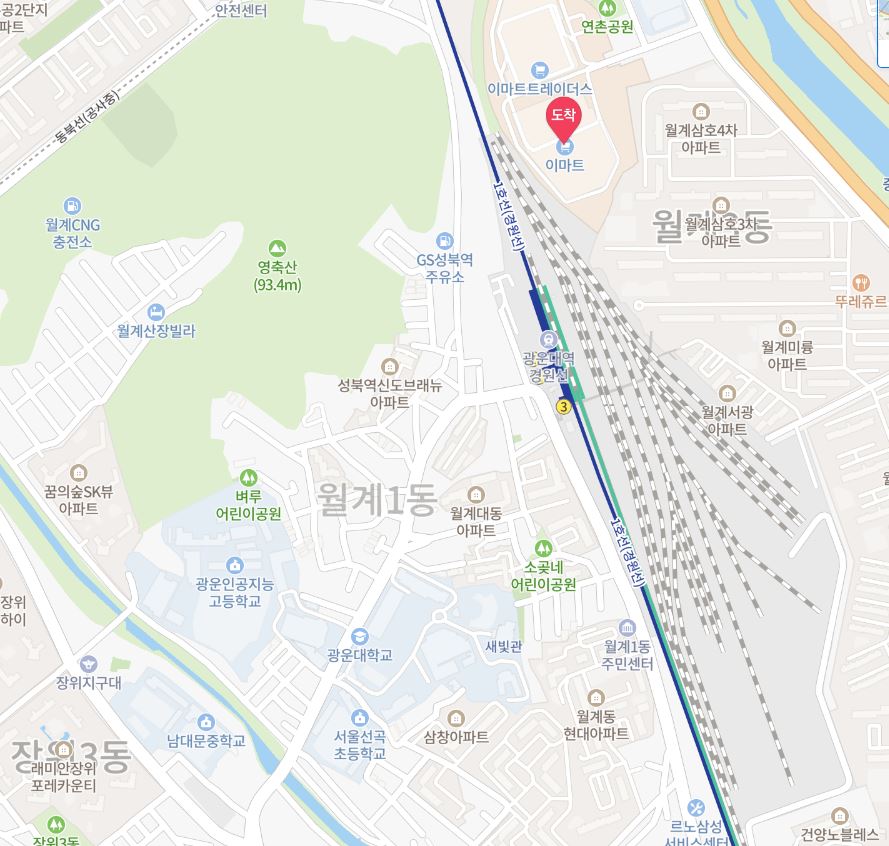 공2단지
파트
안전센터
연촌공원
이마트트레이더스
도착
이마트
동북선(공사중)
월계삼호4차
아파트
1호선(경원선)
월계CNG
충전소
영축산
(93.4m)
GS성북역
주유소
월계삼호3차
아파트
뚜레쥬르
월계산장빌라
월계미륭
아파트
광운대역
경원선
성북역신도브래뉴
아파트
3
월계서광
아파트
꿈의숲SK뷰
아파트
벼루
어린이공원
월계1동
월계대동
아파트
1호선(경원선)
소곶네
어린이공원
광운인공지능
고등학교
장위
하이
광운대학교
새빛관
월계1동
주민센터
장위지구대
남대문중학교
서울선곡
초등학교
삼창아파트
월계동
현대아파트
장위3동
래미안장위
포레카운티
르노삼성
서비스센터
건양노블레스
장위3동